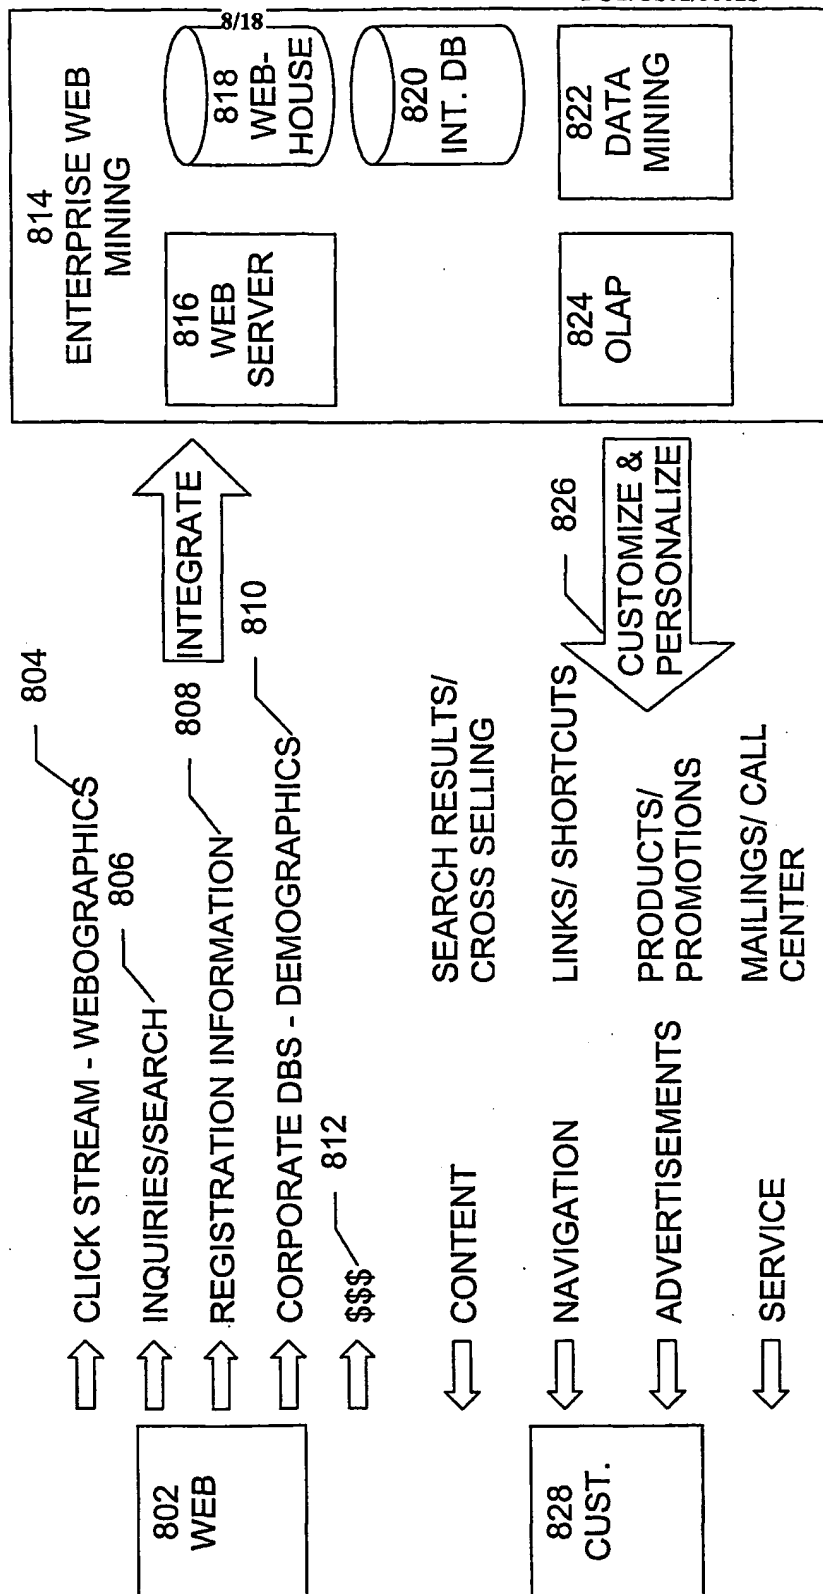 8/18
814
ENTERPRISE WEB
MINING
816
WEB
SERVER
818
WEB-
HOUSE
820
INT. DB
824
OLAP
822
DATA
MINING
INTEGRATE
826
CUSTOMIZE &
PERSONALIZE
802
WEB
CLICK STREAM - WEBOGRAPHICS
804
INQUIRIES/SEARCH
806
REGISTRATION INFORMATION
808
CORPORATE DBS - DEMOGRAPHICS
810
$$$
812
828
CUST.
CONTENT
SEARCH RESULTS/
CROSS SELLING
NAVIGATION
LINKS/ SHORTCUTS
ADVERTISEMENTS
PRODUCTS/
PROMOTIONS
SERVICE
MAILINGS/ CALL
CENTER